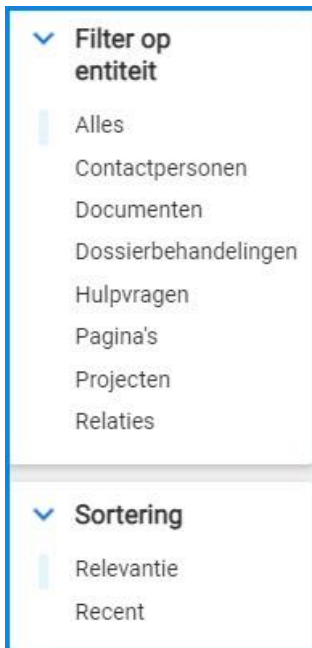 Filter op
entiteit
Alles
Contactpersonen
Documenten
Dossierbehandelingen
Hulpvragen
Pagina's
Projecten
Relaties
Sortering
Relevantie
Recent